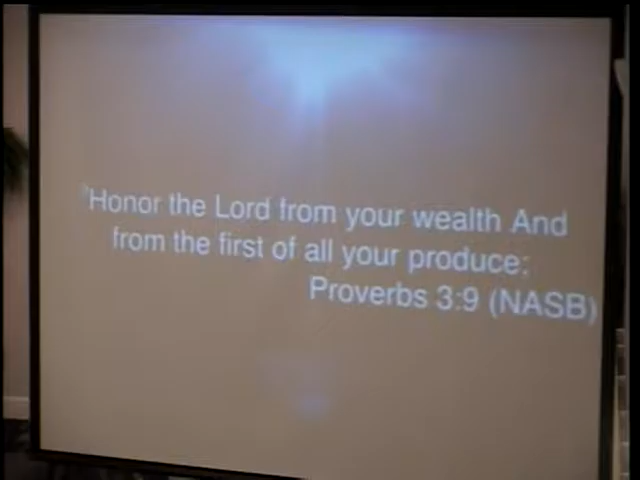 "Honor the Lord from your wealth And
from the first of all your produce;
Proverbs 3:9 (NASB)